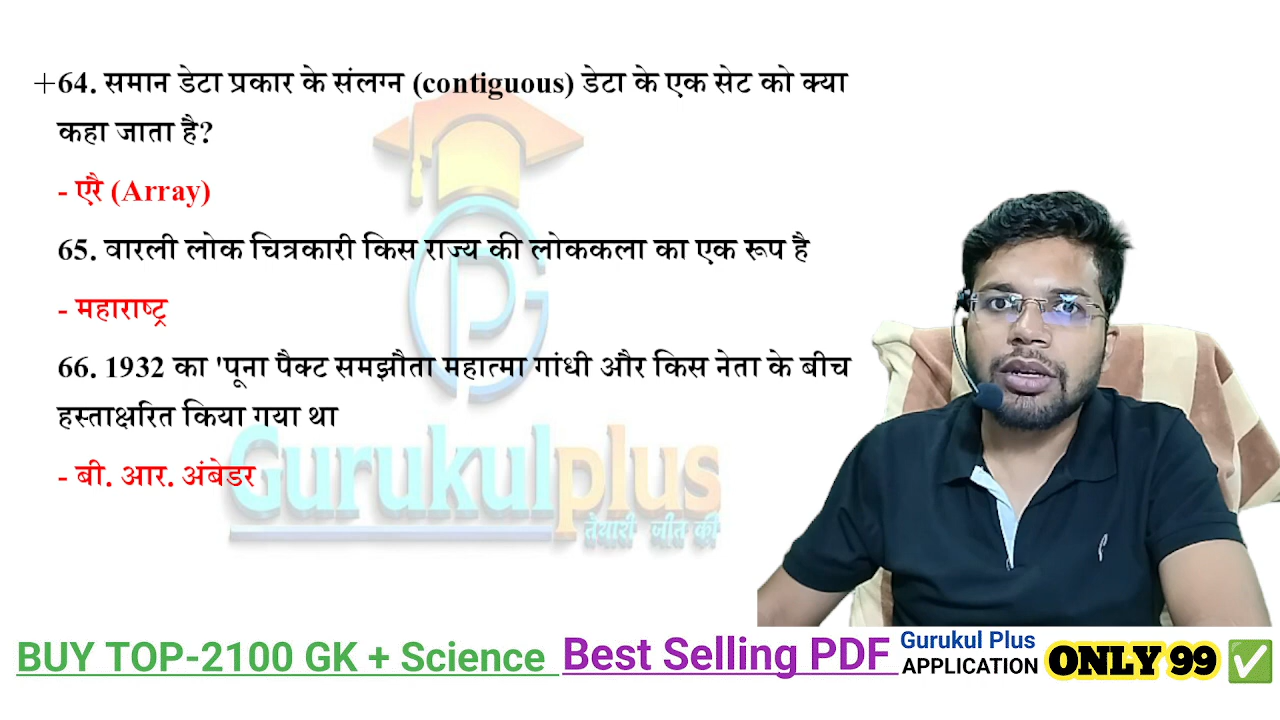 +64. समान डेटा प्रकार के संलग्न (contiguous) डेटा के एक सेट को क्या
कहा जाता है?
- एरै (Array)
65. वारली लोक चित्रकारी किस राज्य की लोककला का एक रूप है
- महाराष्ट्र
66. 1932 का 'पूना पैक्ट समझौता महात्मा गांधी और किस नेता के बीच
हस्ताक्षरित किया गया था
- बी. आर. अंबेडर
Gurukulplus
तैयारी जीत की
BUY TOP-2100 GK + Science Best Selling PDF
Gurukul Plus
APPLICATION
ONLY 99